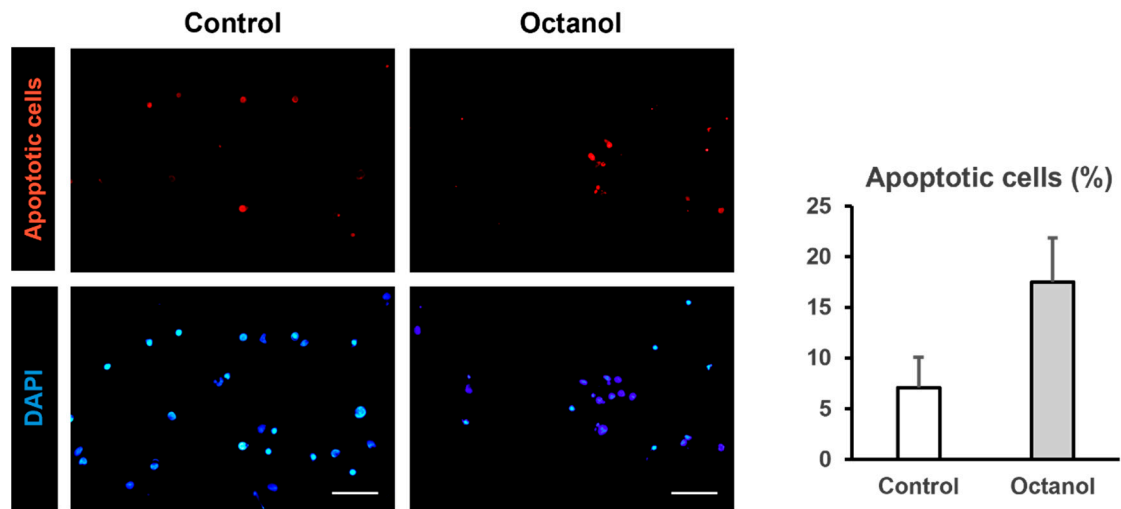 Control
Octanol
Apoptotic cells
DAPI
Apoptotic cells (%)
25
20
15
10
5
0
Control
Octanol